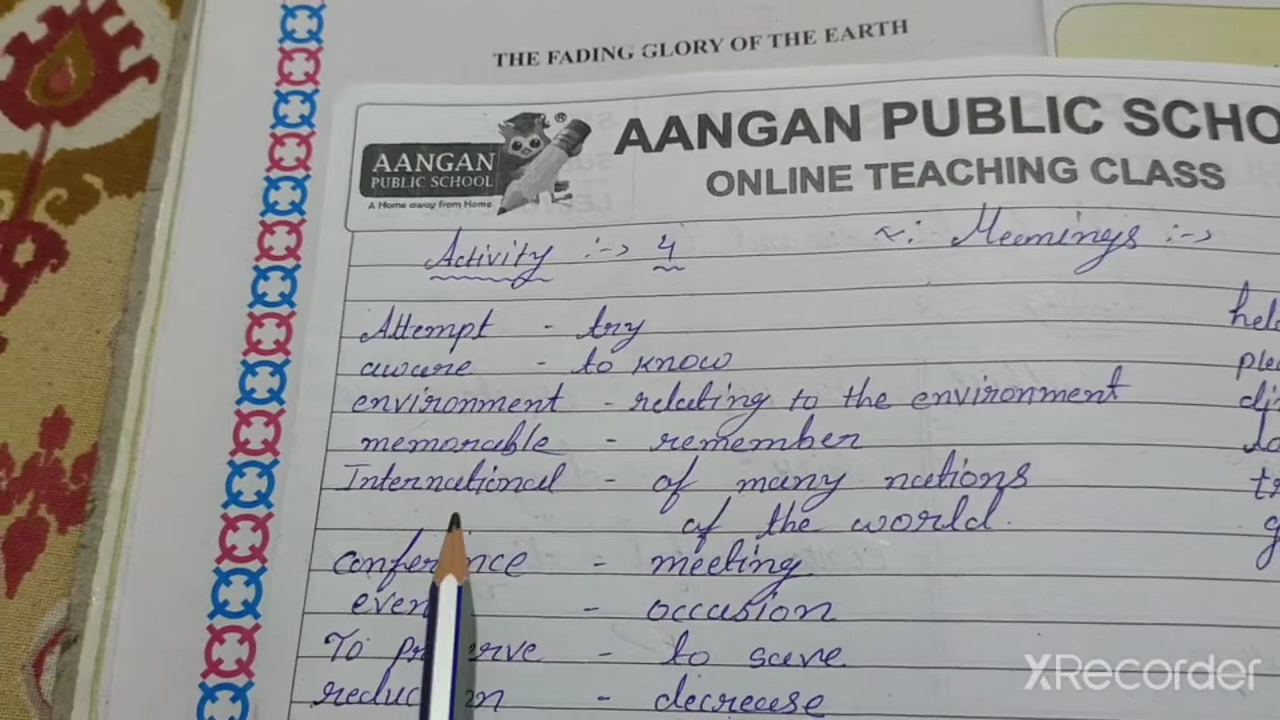 THE FADING GLORY OF THE EARTH
AANGAN PUBLIC SCHO
ONLINE TEACHING CLASS
AANGAN
PUBLIC SCHOOL
A Home away from Home
Activity :-> 4 Meanings :->
Attempt - try
aware - to know
environment - relating to the environment
memorable - remember
International - of many nations
of the world.
conference - meeting
even - occasion
To preserve - to save
reduction - decrease
XRecorder